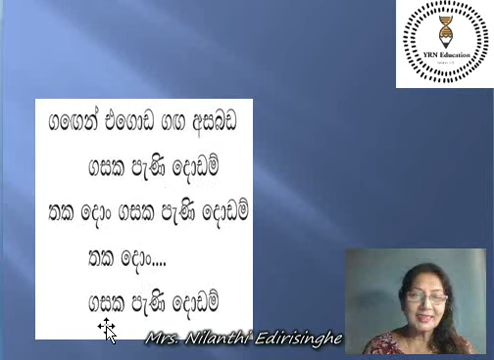 YRN Education
ගඟෙන් එගොඩ ගඟ අසබඩ
ගසක පැණි දොඩම්
තක දොං ගසක පැණි දොඩම්
තක දොං....
ගසක පැණි දොඩම්
Mrs. Nilanthi Edirisinghe